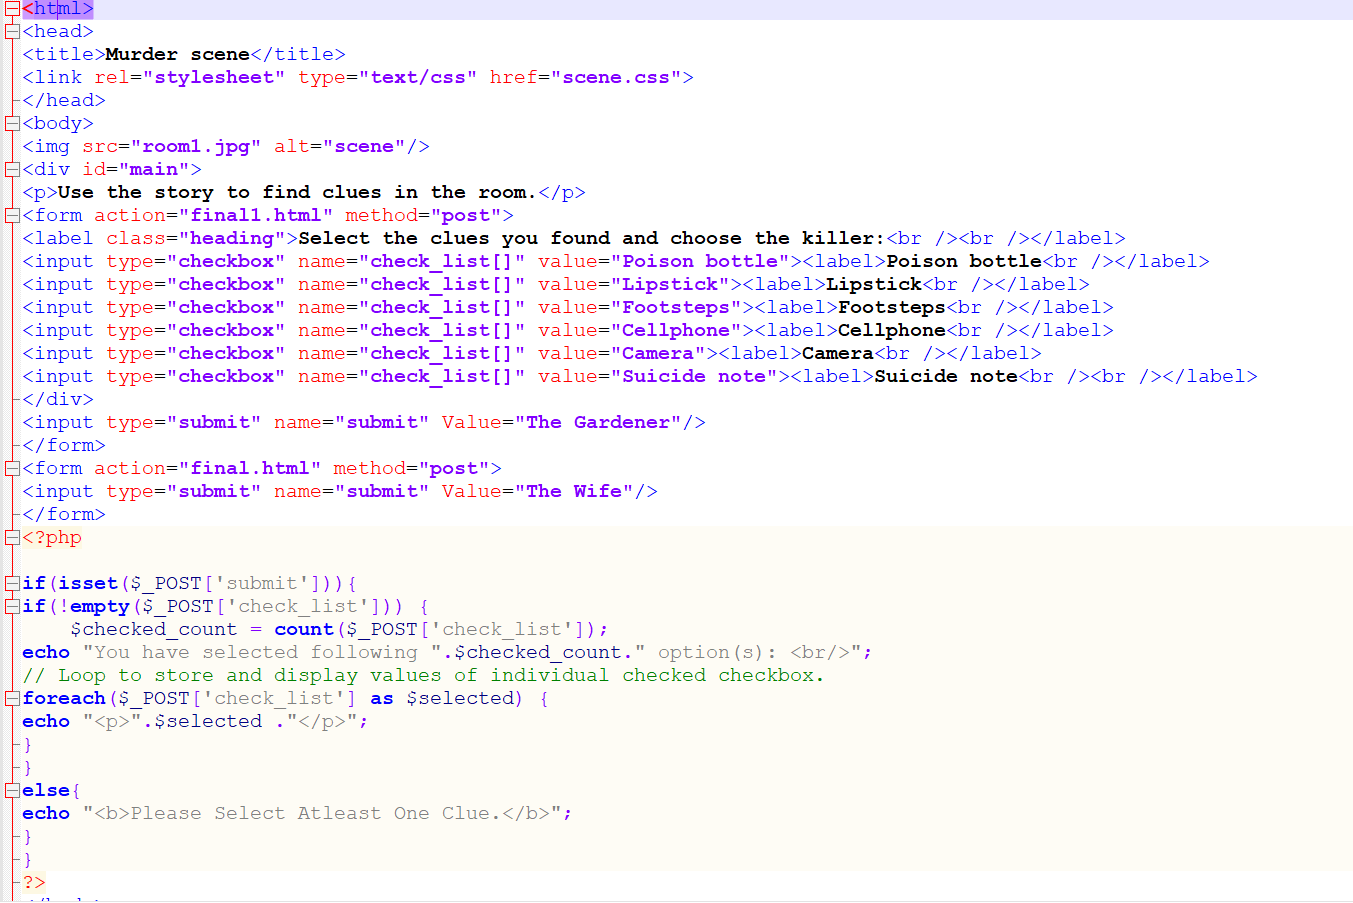 <html>
<head>
<title>Murder scene</title>
<link rel="stylesheet" type="text/css" href="scene.css">
</head>
<body>
<img src="room1.jpg" alt="scene"/>
<div id="main">
<p>Use the story to find clues in the room.</p>
<form action="final1.html" method="post">
<label class="heading">Select the clues you found and choose the killer:<br /><br /></label>
<input type="checkbox" name="check_list[]" value="Poison bottle"><label>Poison bottle<br /></label>
<input type="checkbox" name="check_list[]" value="Lipstick"><label>Lipstick<br /></label>
<input type="checkbox" name="check_list[]" value="Footsteps"><label>Footsteps<br /></label>
<input type="checkbox" name="check_list[]" value="Cellphone"><label>Cellphone<br /></label>
<input type="checkbox" name="check_list[]" value="Camera"><label>Camera<br /></label>
<input type="checkbox" name="check_list[]" value="Suicide note"><label>Suicide note<br /><br /></label>
</div>
<input type="submit" name="submit" Value="The Gardener"/>
</form>
<form action="final.html" method="post">
<input type="submit" name="submit" Value="The Wife"/>
</form>
<?php
if(isset($_POST['submit'])){
if(!empty($_POST['check_list'])) {
    $checked_count = count($_POST['check_list']);
echo "You have selected following ".$checked_count." option(s): <br/>";
// Loop to store and display values of individual checked checkbox.
foreach($_POST['check_list'] as $selected) {
echo "<p>".$selected ."</p>";
}
}
else{
echo "<b>Please Select Atleast One Clue.</b>";
}
}
?>